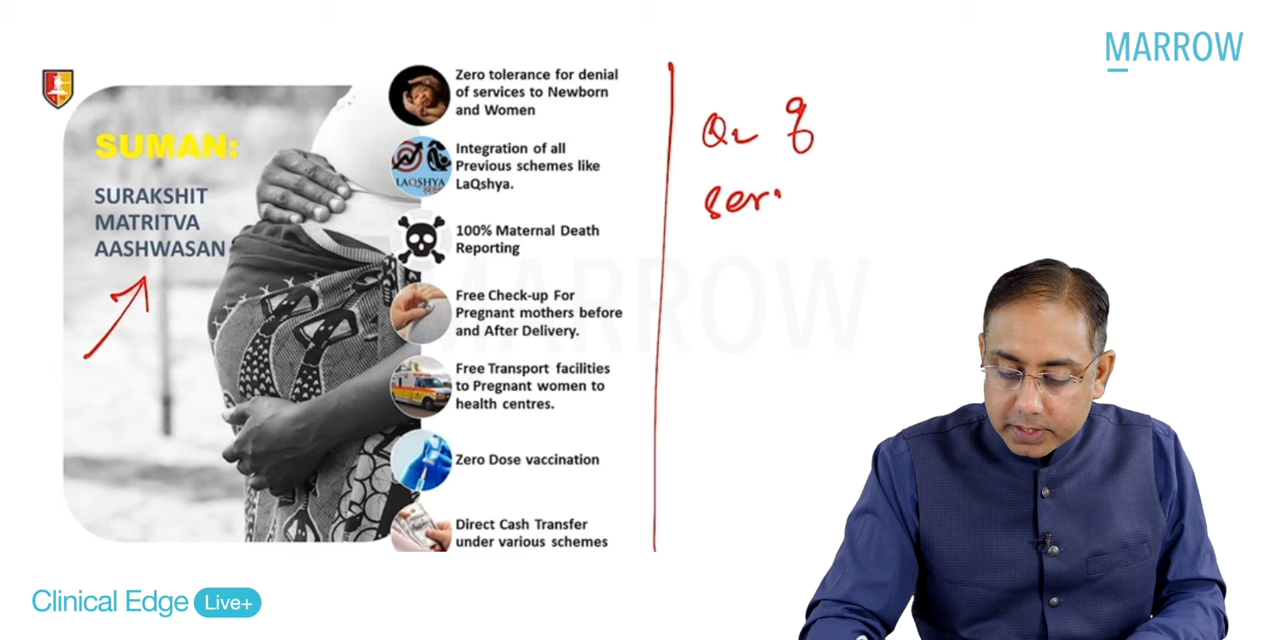 MARROW
SUMAN:
SURAKSHIT
MATRITVA
AASHWASAN
Zero tolerance for denial
of services to Newborn
and Women
Integration of all
Previous schemes like
LaQshya.
LAQSHYA
100% Maternal Death
Reporting
Free Check-up For
Pregnant mothers before
and After Delivery.
Free Transport facilities
to Pregnant women to
health centres.
Zero Dose vaccination
Direct Cash Transfer
under various schemes
ser
MARROW
Clinical Edge Live+